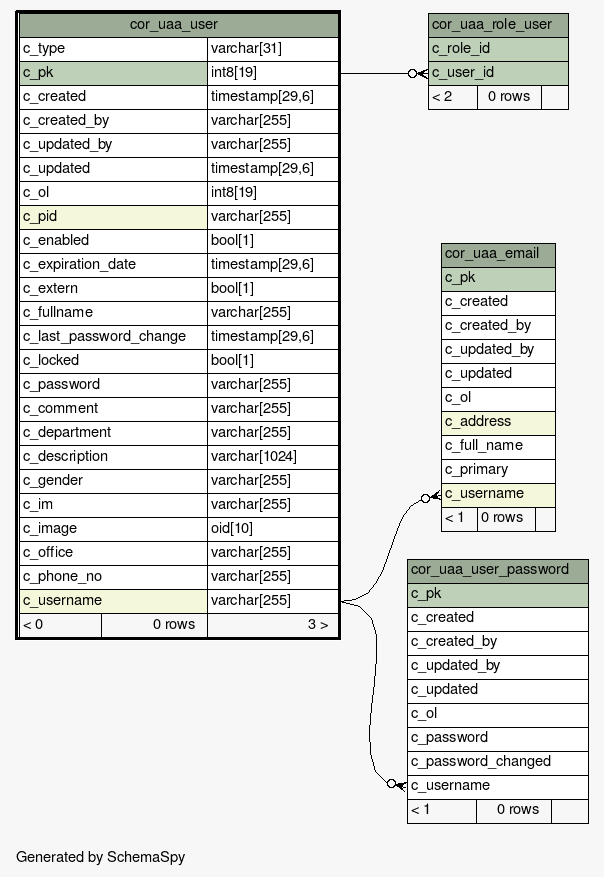 cor_uaa_user
c_type varchar[31]
c_pk int8[19]
c_created timestamp[29,6]
c_created_by varchar[255]
c_updated_by varchar[255]
c_updated timestamp[29,6]
c_ol int8[19]
c_pid varchar[255]
c_enabled bool[1]
c_expiration_date timestamp[29,6]
c_extern bool[1]
c_fullname varchar[255]
c_last_password_change timestamp[29,6]
c_locked bool[1]
c_password varchar[255]
c_comment varchar[255]
c_department varchar[255]
c_description varchar[1024]
c_gender varchar[255]
c_im varchar[255]
c_image oid[10]
c_office varchar[255]
c_phone_no varchar[255]
c_username varchar[255]
< 0 0 rows 3 >
cor_uaa_role_user
c_role_id
c_user_id
< 2 0 rows
cor_uaa_email
c_pk
c_created
c_created_by
c_updated_by
c_updated
c_ol
c_address
c_full_name
c_primary
c_username
< 1 0 rows
cor_uaa_user_password
c_pk
c_created
c_created_by
c_updated_by
c_updated
c_ol
c_password
c_password_changed
c_username
< 1 0 rows
Generated by SchemaSpy